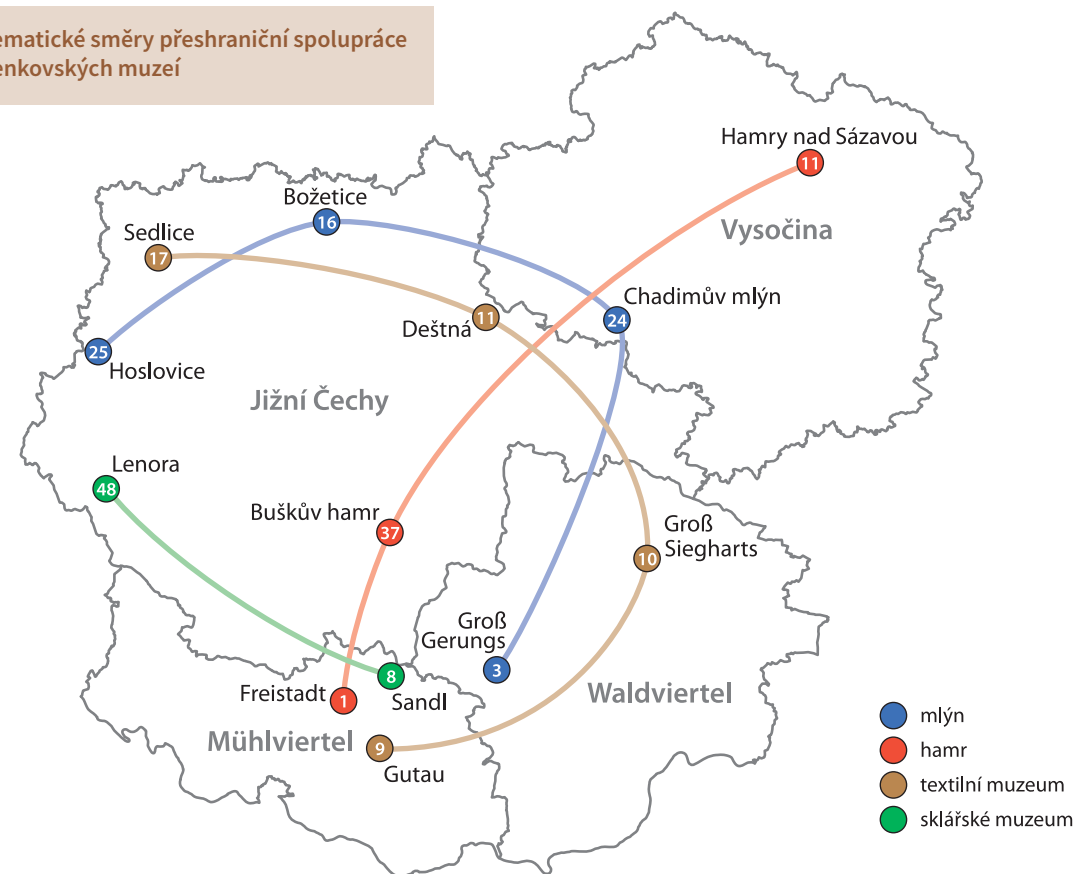 ematické směry přeshraniční spolupráce
enkovských muzeí
Hamry nad Sázavou
11
Božetice
16
Vysočina
Sedlice
17
Chadimův mlýn
24
11
Deštná
25
Hoslovice
Jižní Čechy
Lenora
48
Buškův hamr
37
Groß
Siegharts
10
Groß
Gerungs
3
8
Sandl
Freistadt
1
Waldviertel
Mühlviertel
9
Gutau
mlýn
hamr
textilní muzeum
sklářské muzeum